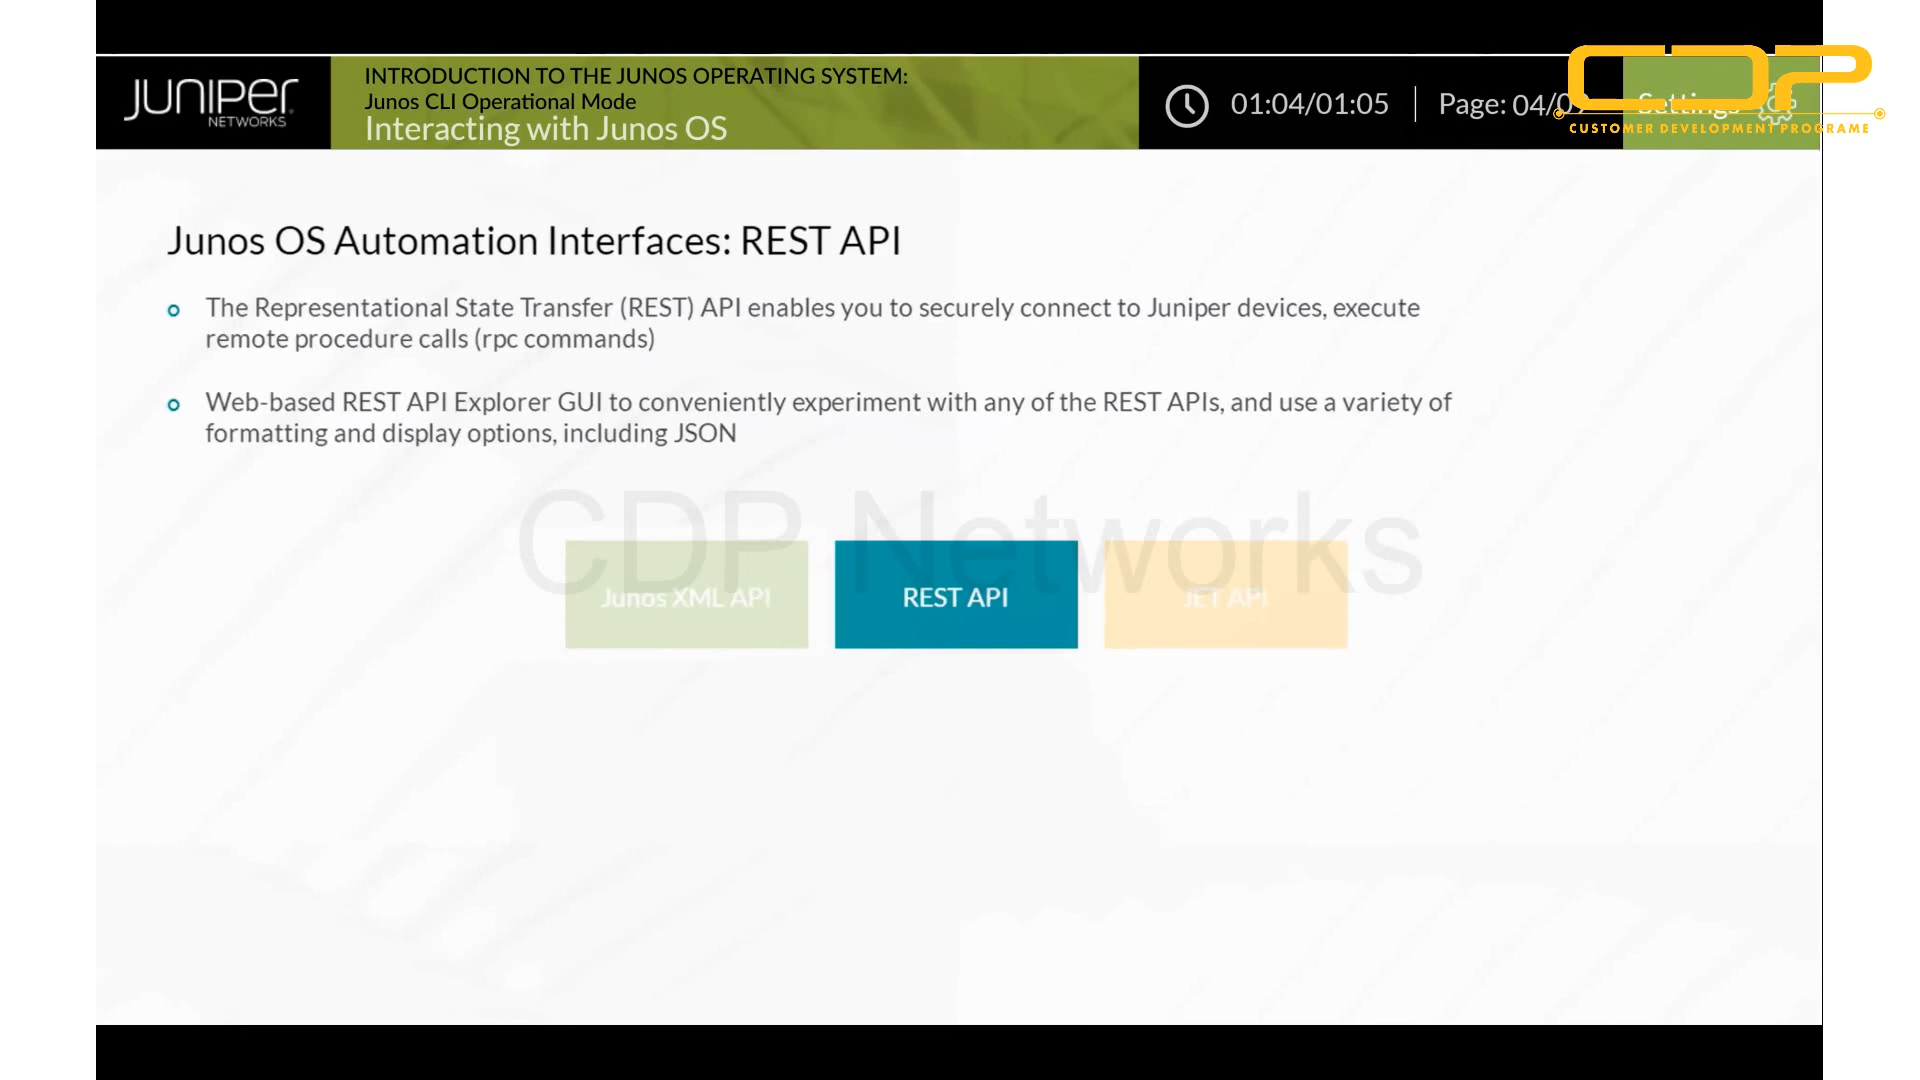 JUNIPER
NETWORKS
INTRODUCTION TO THE JUNOS OPERATING SYSTEM:
Junos CLI Operational Mode
Interacting with Junos OS
01:04/01:05
Page: 04/0
Settings
CDP
CUSTOMER DEVELOPMENT PROGRAME
Junos OS Automation Interfaces: REST API
The Representational State Transfer (REST) API enables you to securely connect to Juniper devices, execute
remote procedure calls (rpc commands)
Web-based REST API Explorer GUI to conveniently experiment with any of the REST APIs, and use a variety of
formatting and display options, including JSON
CDP Networks
Junos XML API
REST API
JET API